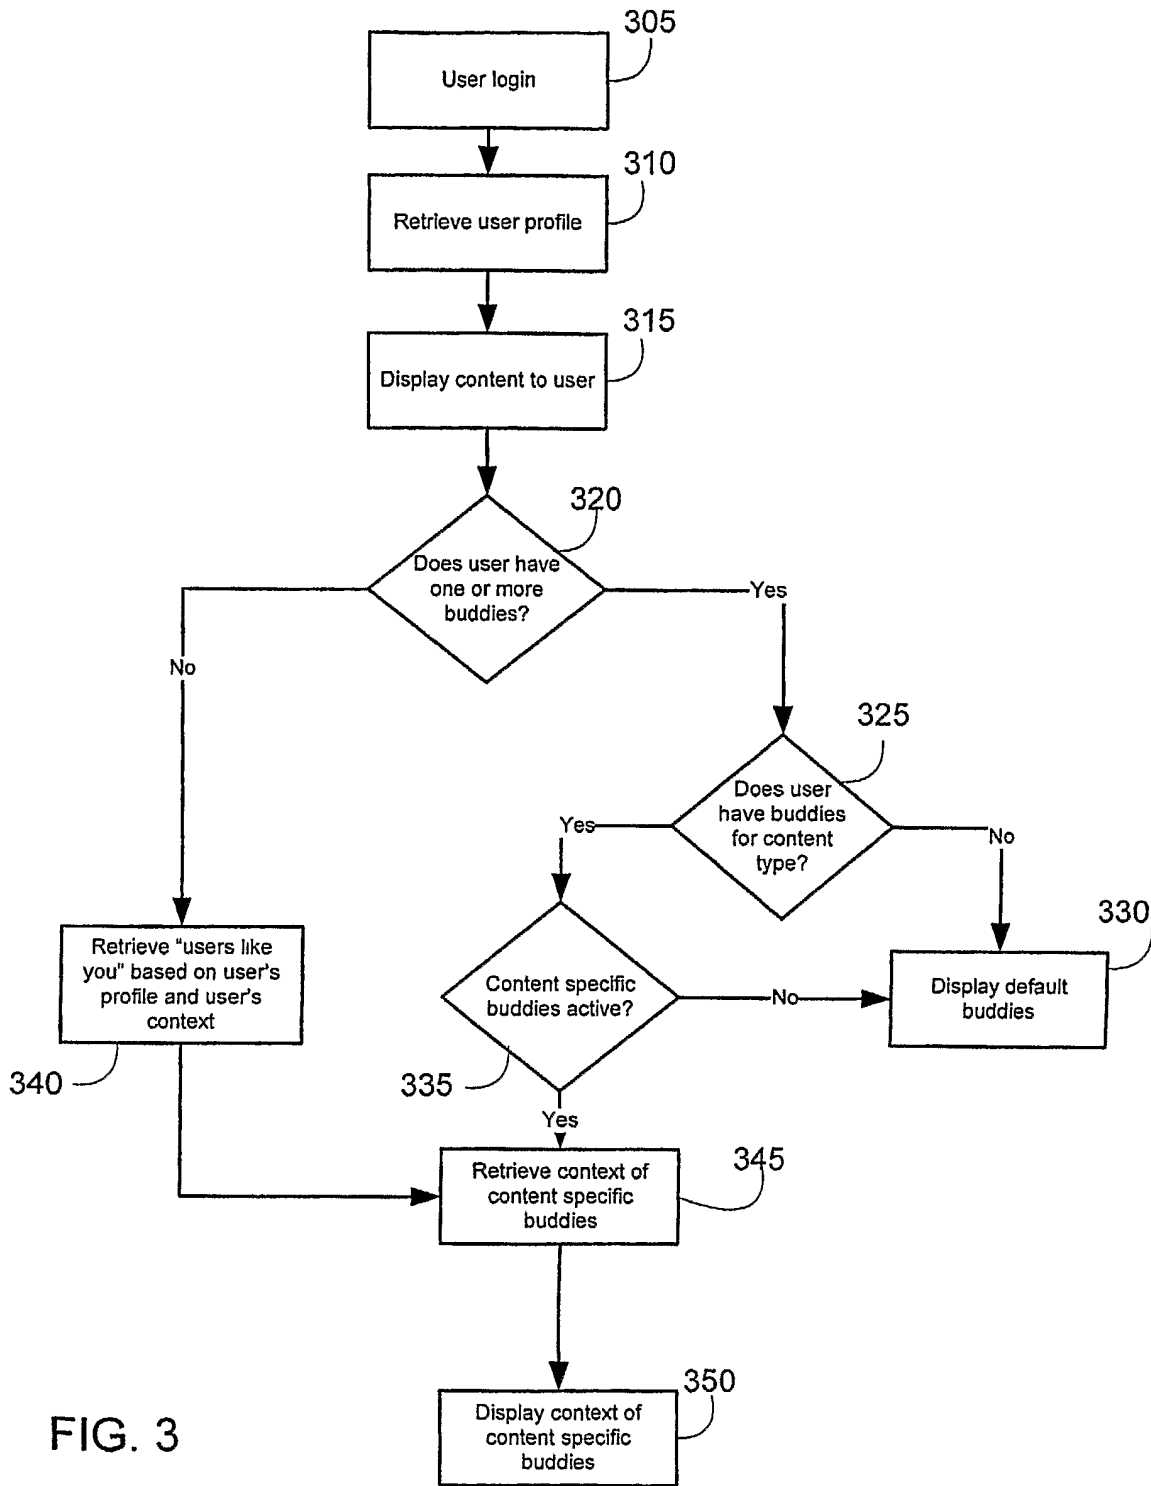 305
User login
310
Retrieve user profile
315
Display content to user
320
Does user have
one or more
buddies?
Yes
No
325
Does user
have buddies
for content
type?
Yes
No
330
Display default
buddies
Retrieve "users like
you" based on user's
profile and user's
context
340
Content specific
buddies active?
No
335
Yes
345
Retrieve context of
content specific
buddies
350
Display context of
content specific
buddies
FIG. 3